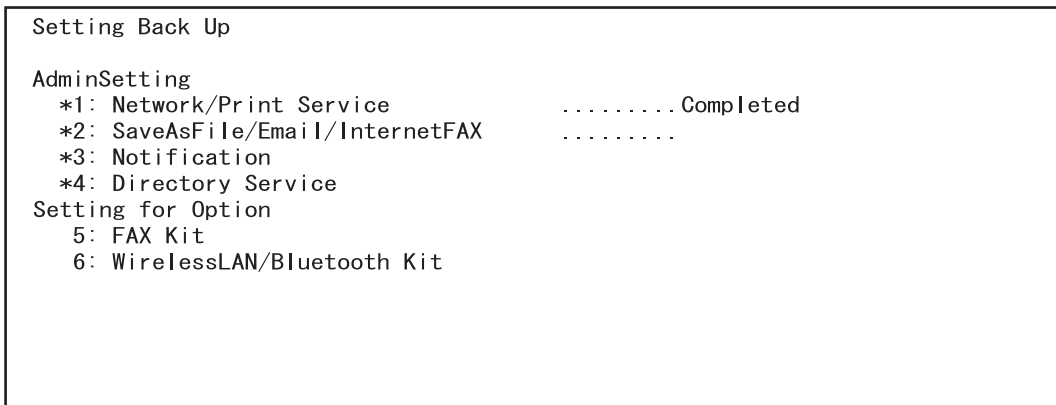 Setting Back Up
AdminSetting
*1: Network/Print Service .........Completed
*2: SaveAsFile/Email/InternetFAX .........
*3: Notification
*4: Directory Service
Setting for Option
5: FAX Kit
6: WirelessLAN/Bluetooth Kit